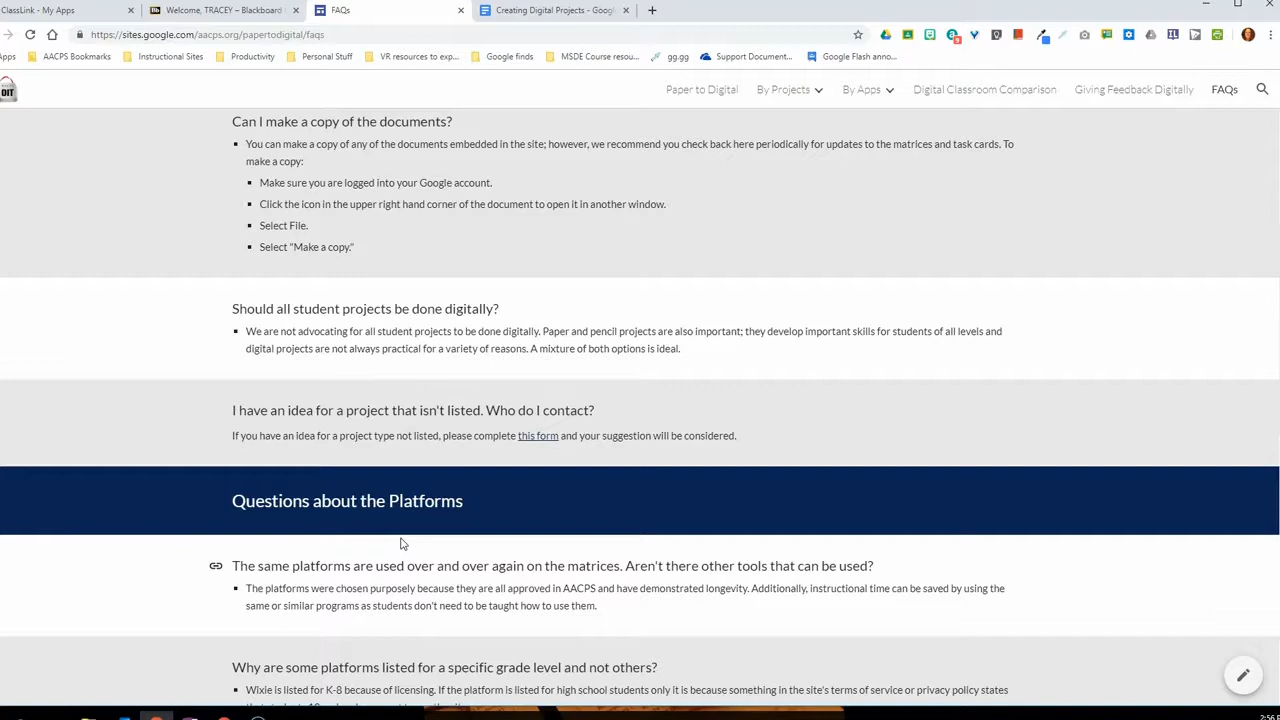 ClassLink - My Apps
Welcome, TRACEY – Blackboard
FAQs
Creating Digital Projects - Google
https://sites.google.com/aacps.org/papertodigital/faqs
Apps AACPS Bookmarks Instructional Sites Productivity Personal Stuff VR resources to exp... Google finds MSDE Course resou... gg.gg Support Document... Google Flash anno...
DIT
Paper to Digital By Projects By Apps Digital Classroom Comparison Giving Feedback Digitally FAQs
Can I make a copy of the documents?
You can make a copy of any of the documents embedded in the site; however, we recommend you check back here periodically for updates to the matrices and task cards. To
make a copy:
Make sure you are logged into your Google account.
Click the icon in the upper right hand corner of the document to open it in another window.
Select File.
Select "Make a copy."
Should all student projects be done digitally?
We are not advocating for all student projects to be done digitally. Paper and pencil projects are also important; they develop important skills for students of all levels and
digital projects are not always practical for a variety of reasons. A mixture of both options is ideal.
I have an idea for a project that isn't listed. Who do I contact?
If you have an idea for a project type not listed, please complete this form and your suggestion will be considered.
Questions about the Platforms
The same platforms are used over and over again on the matrices. Aren't there other tools that can be used?
The platforms were chosen purposely because they are all approved in AACPS and have demonstrated longevity. Additionally, instructional time can be saved by using the
same or similar programs as students don't need to be taught how to use them.
Why are some platforms listed for a specific grade level and not others?
Wixie is listed for K-8 because of licensing. If the platform is listed for high school students only it is because something in the site's terms of service or privacy policy states